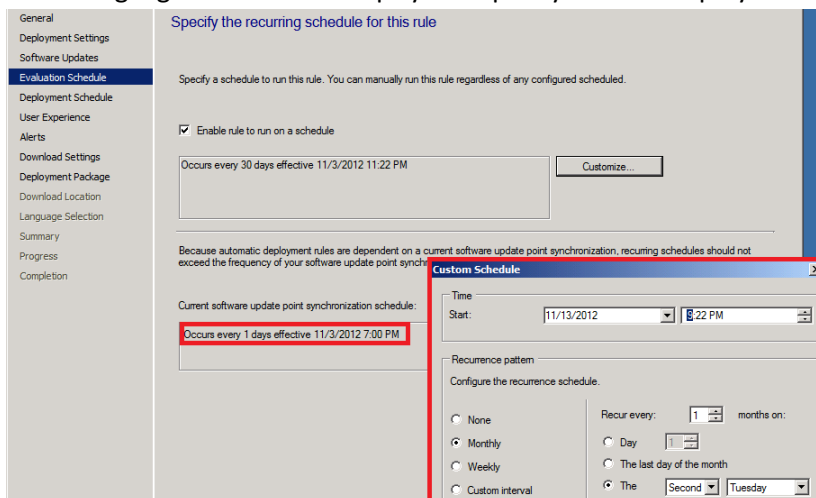 General
Deployment Settings
Software Updates
Evaluation Schedule
Deployment Schedule
User Experience
Alerts
Download Settings
Deployment Package
Download Location
Language Selection
Summary
Progress
Completion
Specify the recurring schedule for this rule
Specify a schedule to run this rule. You can manually run this rule regardless of any configured scheduled.
Enable rule to run on a schedule
Occurs every 30 days effective 11/3/2012 11:22 PM
Customize...
Because automatic deployment rules are dependent on a current software update point synchronization, recurring schedules should not
exceed the frequency of your software update point
Current software update point synchronization schedule:
Occurs every 1 days effective 11/3/2012 7:00 PM
Custom Schedule
Time
Start: 11/13/2012 9:22 PM
Recurrence pattern
Configure the recurrence schedule.
None
Monthly
Weekly
Custom interval
Recur every: 1 months on:
Day 1
The last day of the month
The Second Tuesday